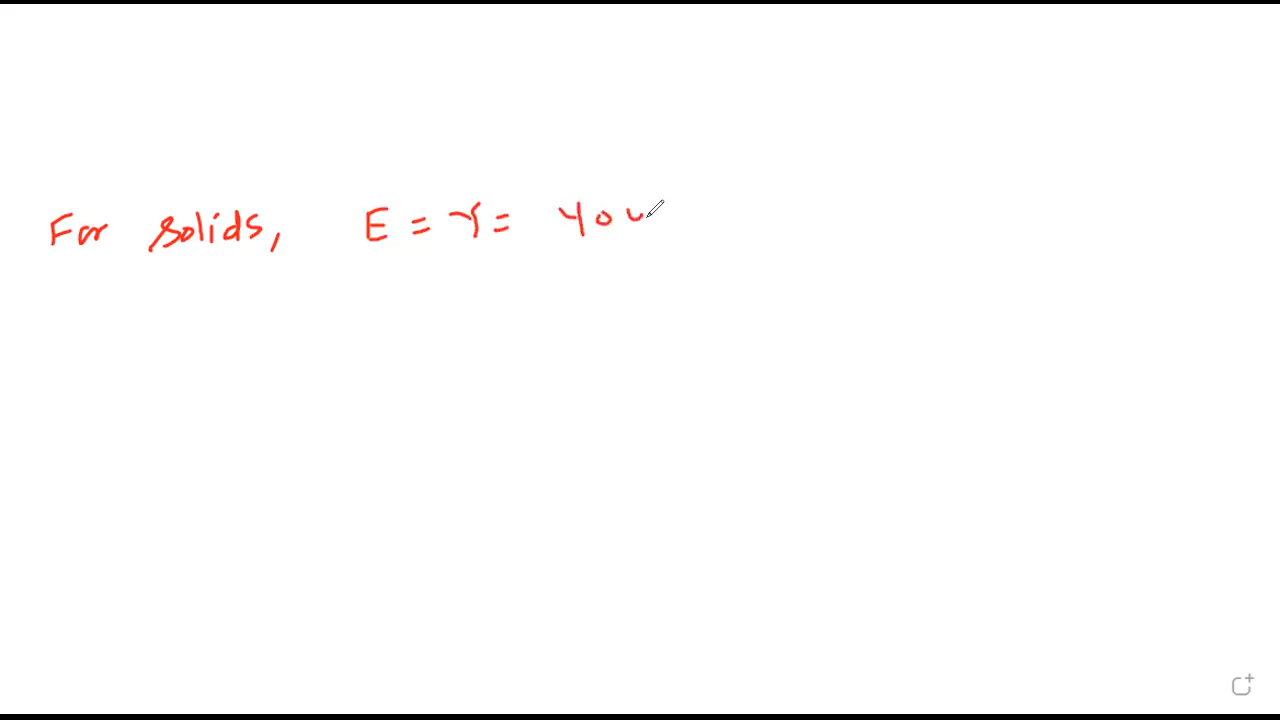 For solids, E = Y = You